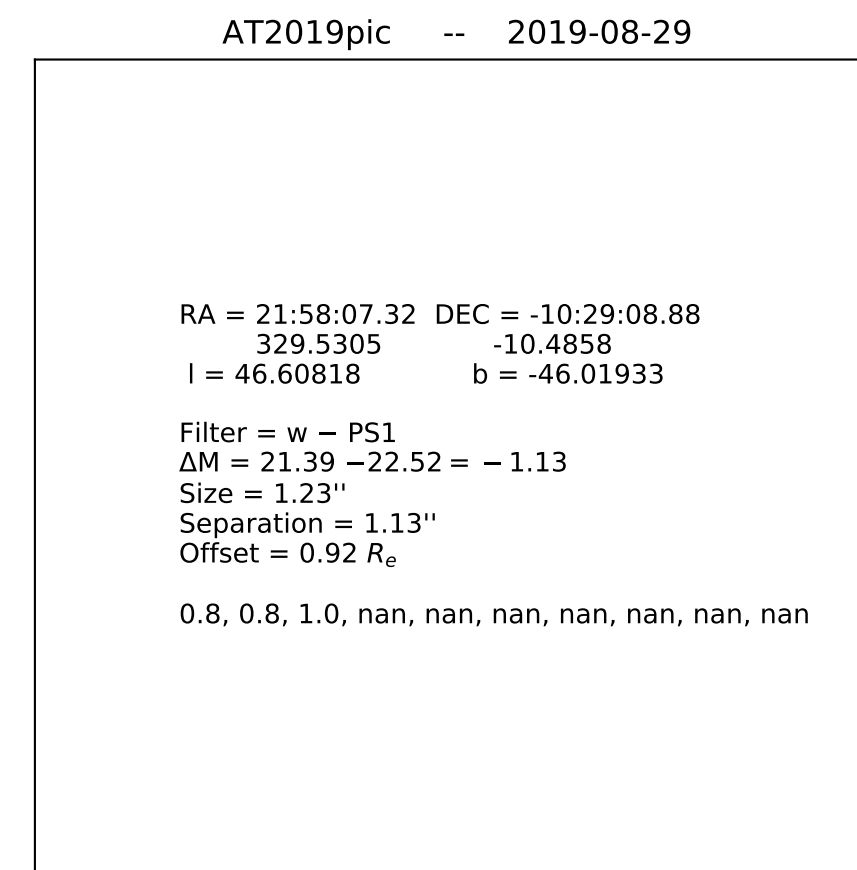 AT2019pic -- 2019-08-29
RA = 21:58:07.32 DEC = -10:29:08.88
329.5305 -10.4858
l = 46.60818 b = -46.01933
Filter = w − PS1
ΔM = 21.39 −22.52 = − 1.13
Size = 1.23''
Separation = 1.13''
Offset = 0.92 Rₑ
0.8, 0.8, 1.0, nan, nan, nan, nan, nan, nan, nan